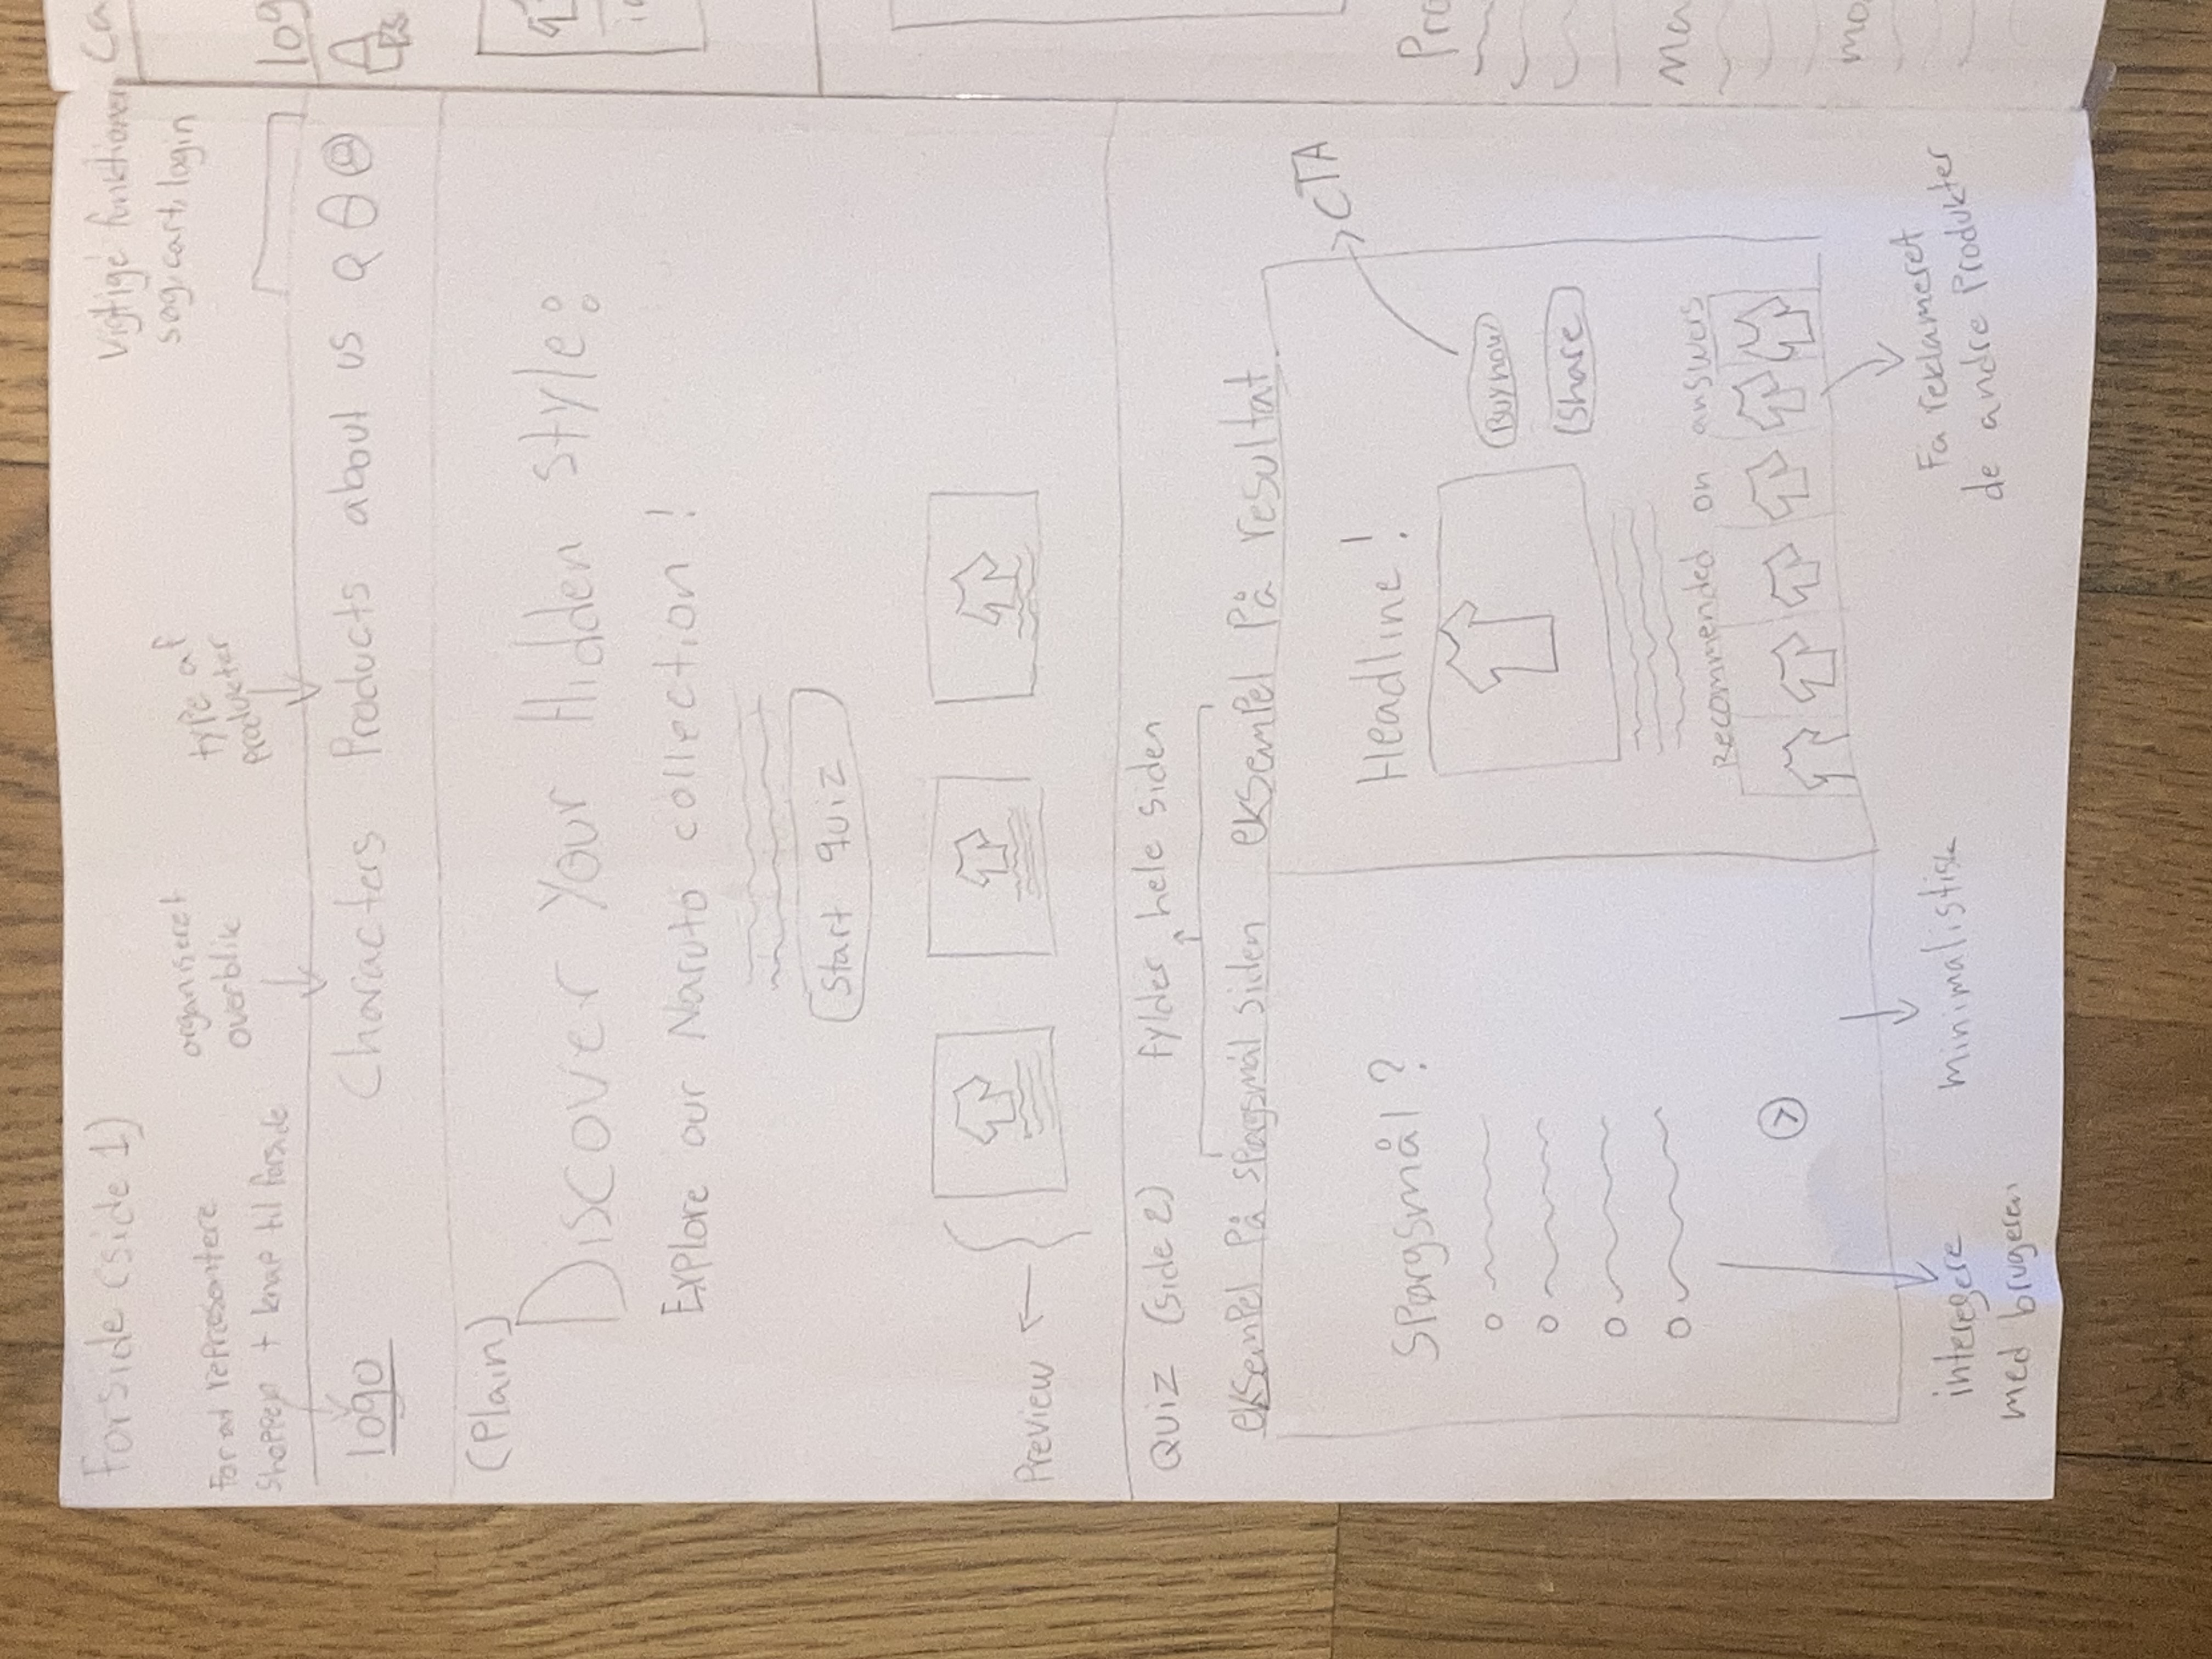 Forside (side 1)
Vigtige funktioner
søg, cart, login
For at repræsentere
shoppen + knap til forside
organiseret
overblik
type af
produkter
logo
Characters
Products
about us
(Plain)
Discover Your Hidden style:
Explore our Naruto collection!
Start quiz
Preview
Quiz (side 2)
fylder hele siden
eksempel på spørgsmål siden
eksempel på resultat
Spørgsmål?
Headline!
CTA
Buy now
Share
Recommended on answers
interegere
med brugeren
minimalistisk
Få reklameret
de andre Produkter
Ca
log
Pro
Ma
mo